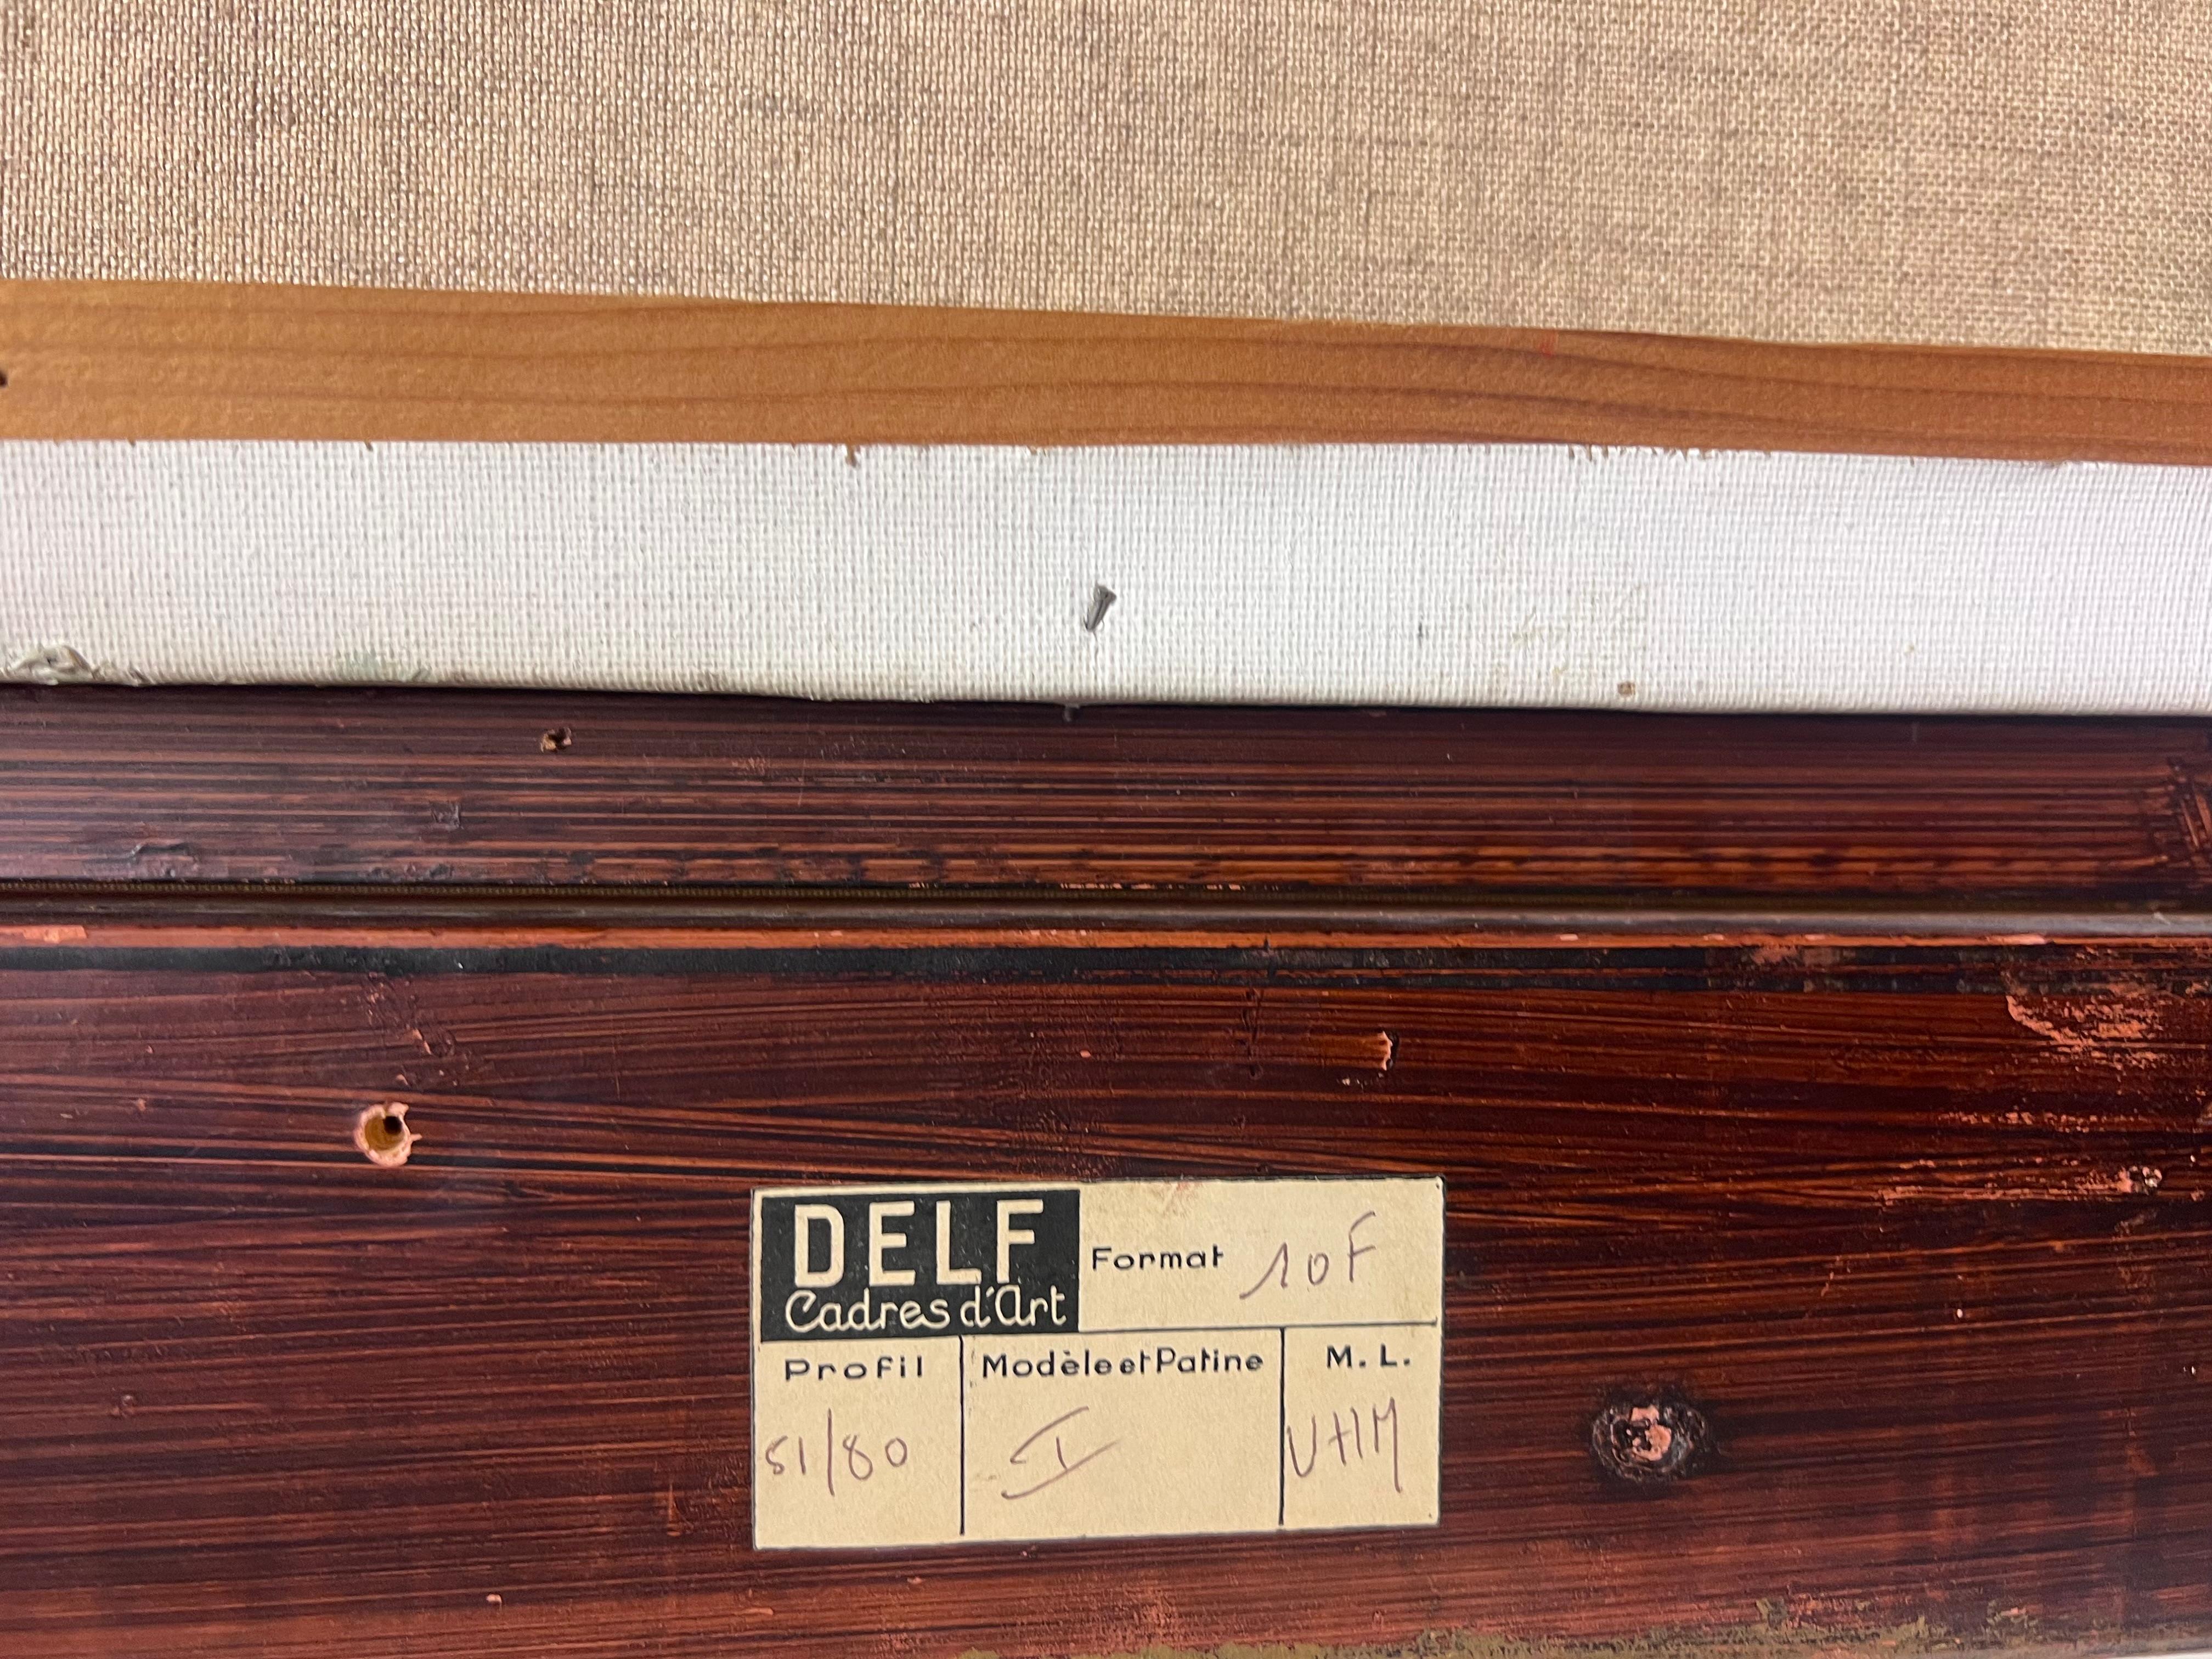 DELF
Cadres d'Art
Format 10F
Profil
Modèle et Patine
M. L.
51/80
I